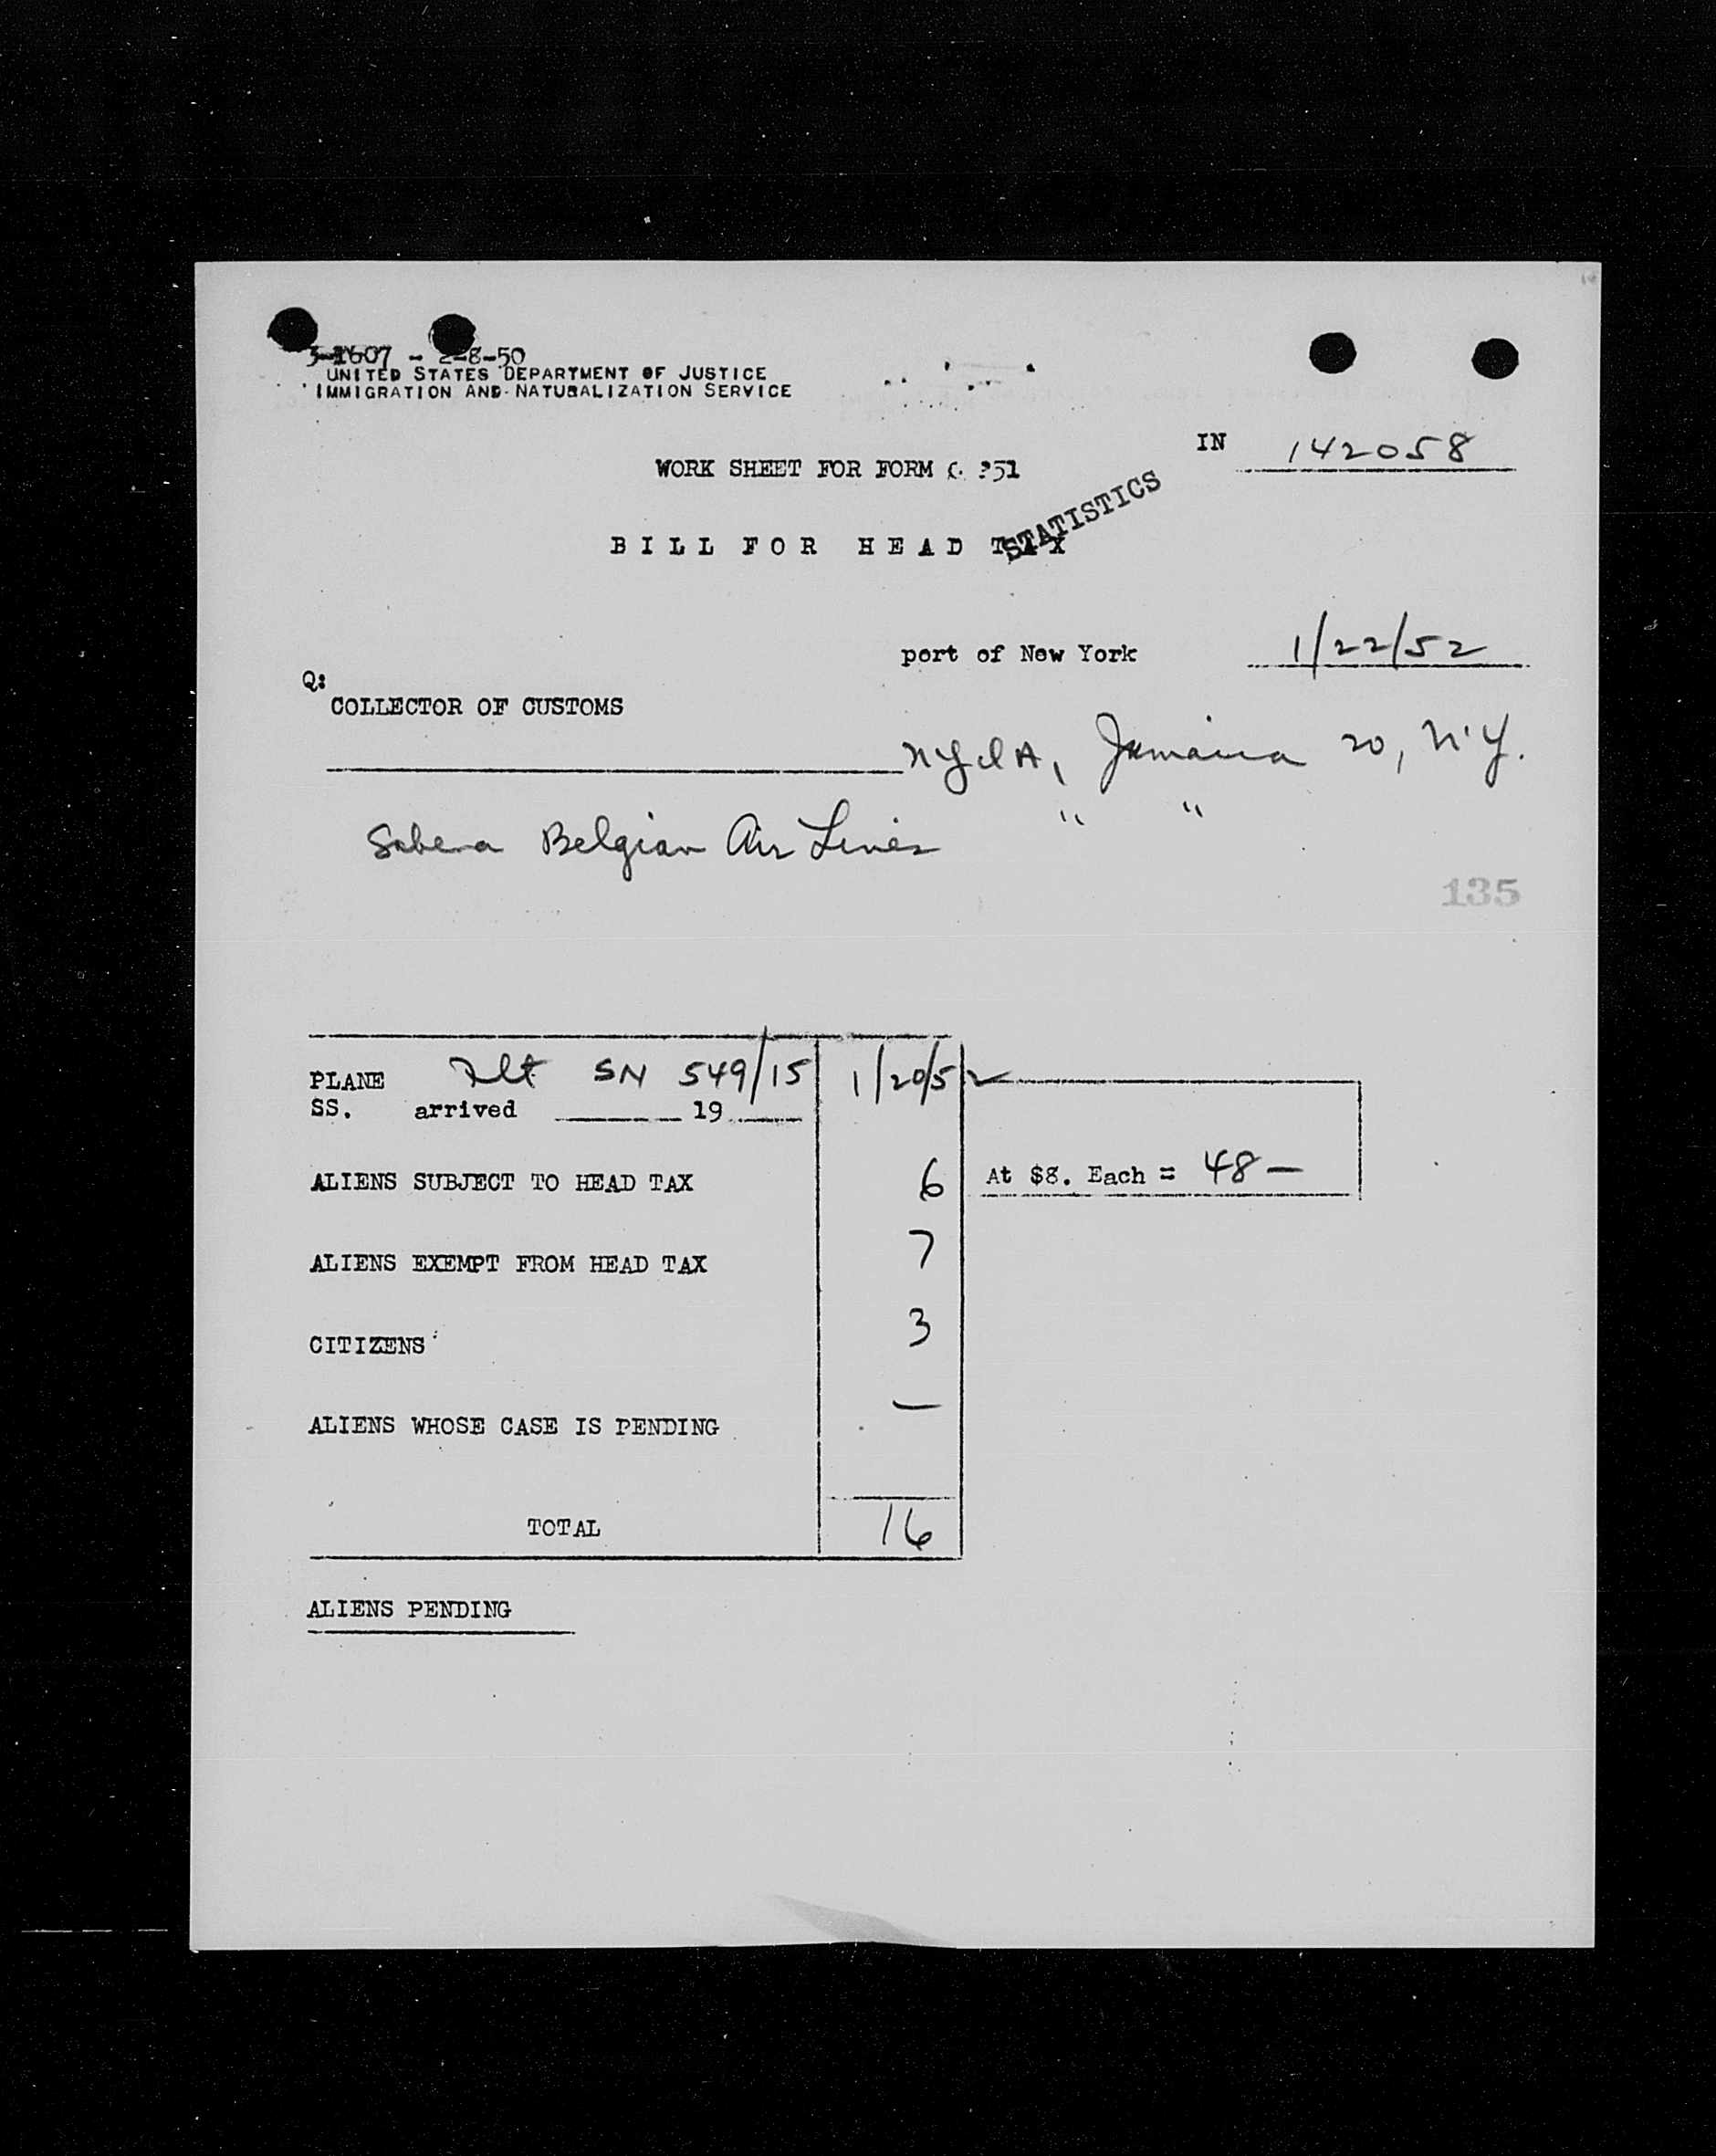 3-1607 - 2-8-50
UNITED STATES DEPARTMENT OF JUSTICE
IMMIGRATION AND NATURALIZATION SERVICE
IN 142058
WORK SHEET FOR FORM 351
STATISTICS
BILL FOR HEAD TAX
port of New York 1/22/52
Q:
COLLECTOR OF CUSTOMS
NYIA, Jamaica 20, N.Y.
Sabena Belgian Air Lines " "
135
PLANE Flt SN 549/15 1/20/52
SS. arrived 19
ALIENS SUBJECT TO HEAD TAX 6 At $8. Each = 48 —
ALIENS EXEMPT FROM HEAD TAX 7
CITIZENS 3
ALIENS WHOSE CASE IS PENDING —
TOTAL 16
ALIENS PENDING